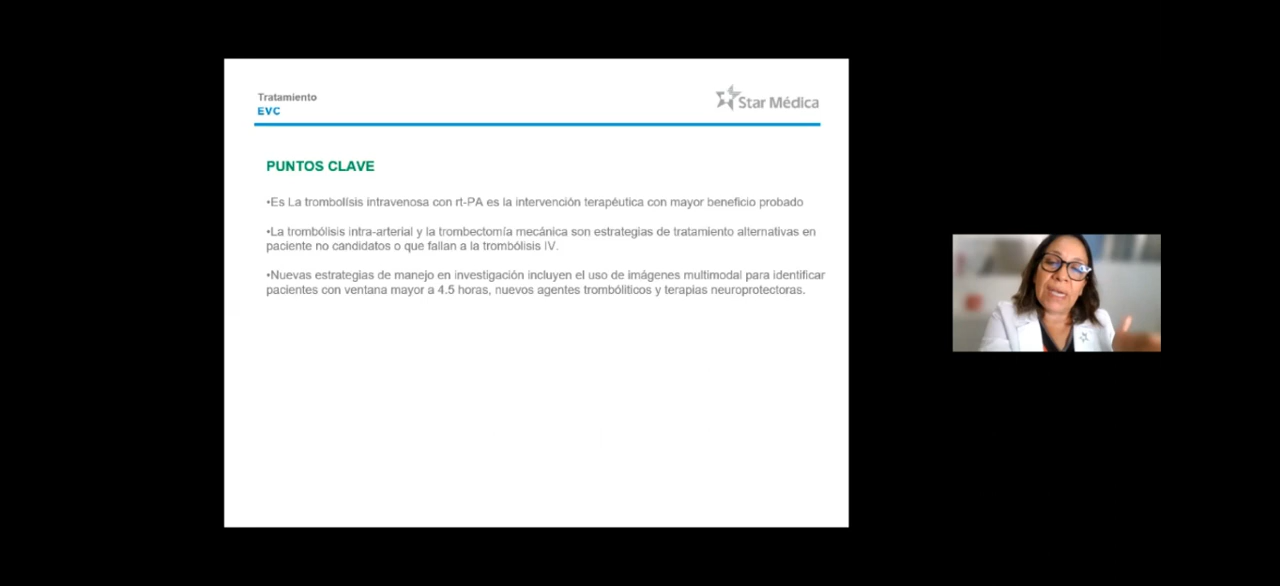 Tratamiento
EVC
Star Médica
PUNTOS CLAVE
•Es La trombolísis intravenosa con rt-PA es la intervención terapéutica con mayor beneficio probado
•La trombólisis intra-arterial y la trombectomía mecánica son estrategias de tratamiento alternativas en
paciente no candidatos o que fallan a la trombólisis IV.
•Nuevas estrategias de manejo en investigación incluyen el uso de imágenes multimodal para identificar
pacientes con ventana mayor a 4.5 horas, nuevos agentes trombóliticos y terapias neuroprotectoras.